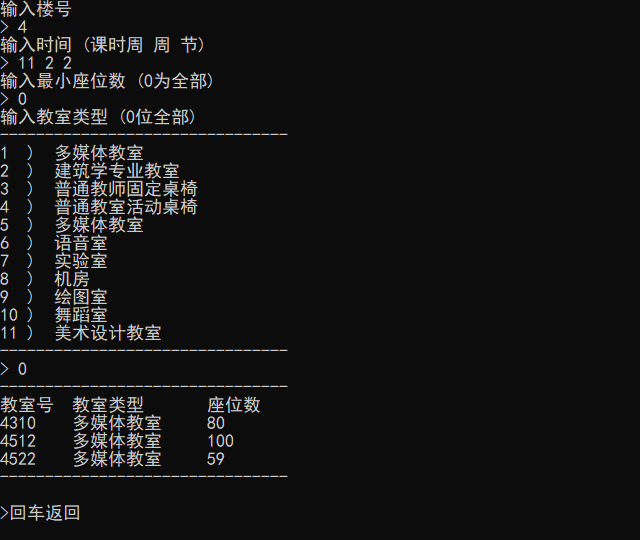 输入楼号
> 4
输入时间（课时周 周 节）
> 11 2 2
输入最小座位数（0为全部）
> 0
输入教室类型（0位全部）
--------------------------------
1  ） 多媒体教室
2  ） 建筑学专业教室
3  ） 普通教师固定桌椅
4  ） 普通教室活动桌椅
5  ） 多媒体教室
6  ） 语音室
7  ） 实验室
8  ） 机房
9  ） 绘图室
10 ） 舞蹈室
11 ） 美术设计教室
--------------------------------
> 0
--------------------------------
教室号  教室类型       座位数
4310    多媒体教室     80
4512    多媒体教室     100
4522    多媒体教室     59
--------------------------------
>回车返回